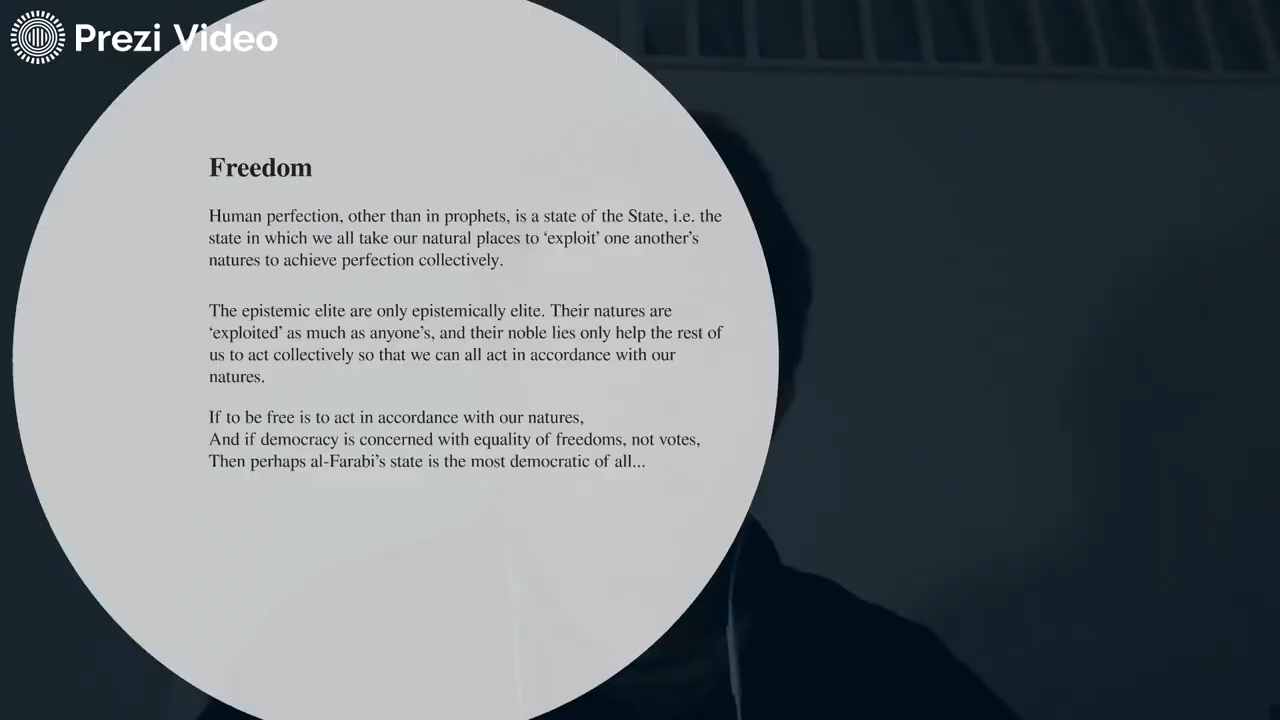 Prezi Video
Freedom
Human perfection, other than in prophets, is a state of the State, i.e. the
state in which we all take our natural places to ‘exploit’ one another’s
natures to achieve perfection collectively.
The epistemic elite are only epistemically elite. Their natures are
‘exploited’ as much as anyone’s, and their noble lies only help the rest of
us to act collectively so that we can all act in accordance with our
natures.
If to be free is to act in accordance with our natures,
And if democracy is concerned with equality of freedoms, not votes,
Then perhaps al-Farabi’s state is the most democratic of all...